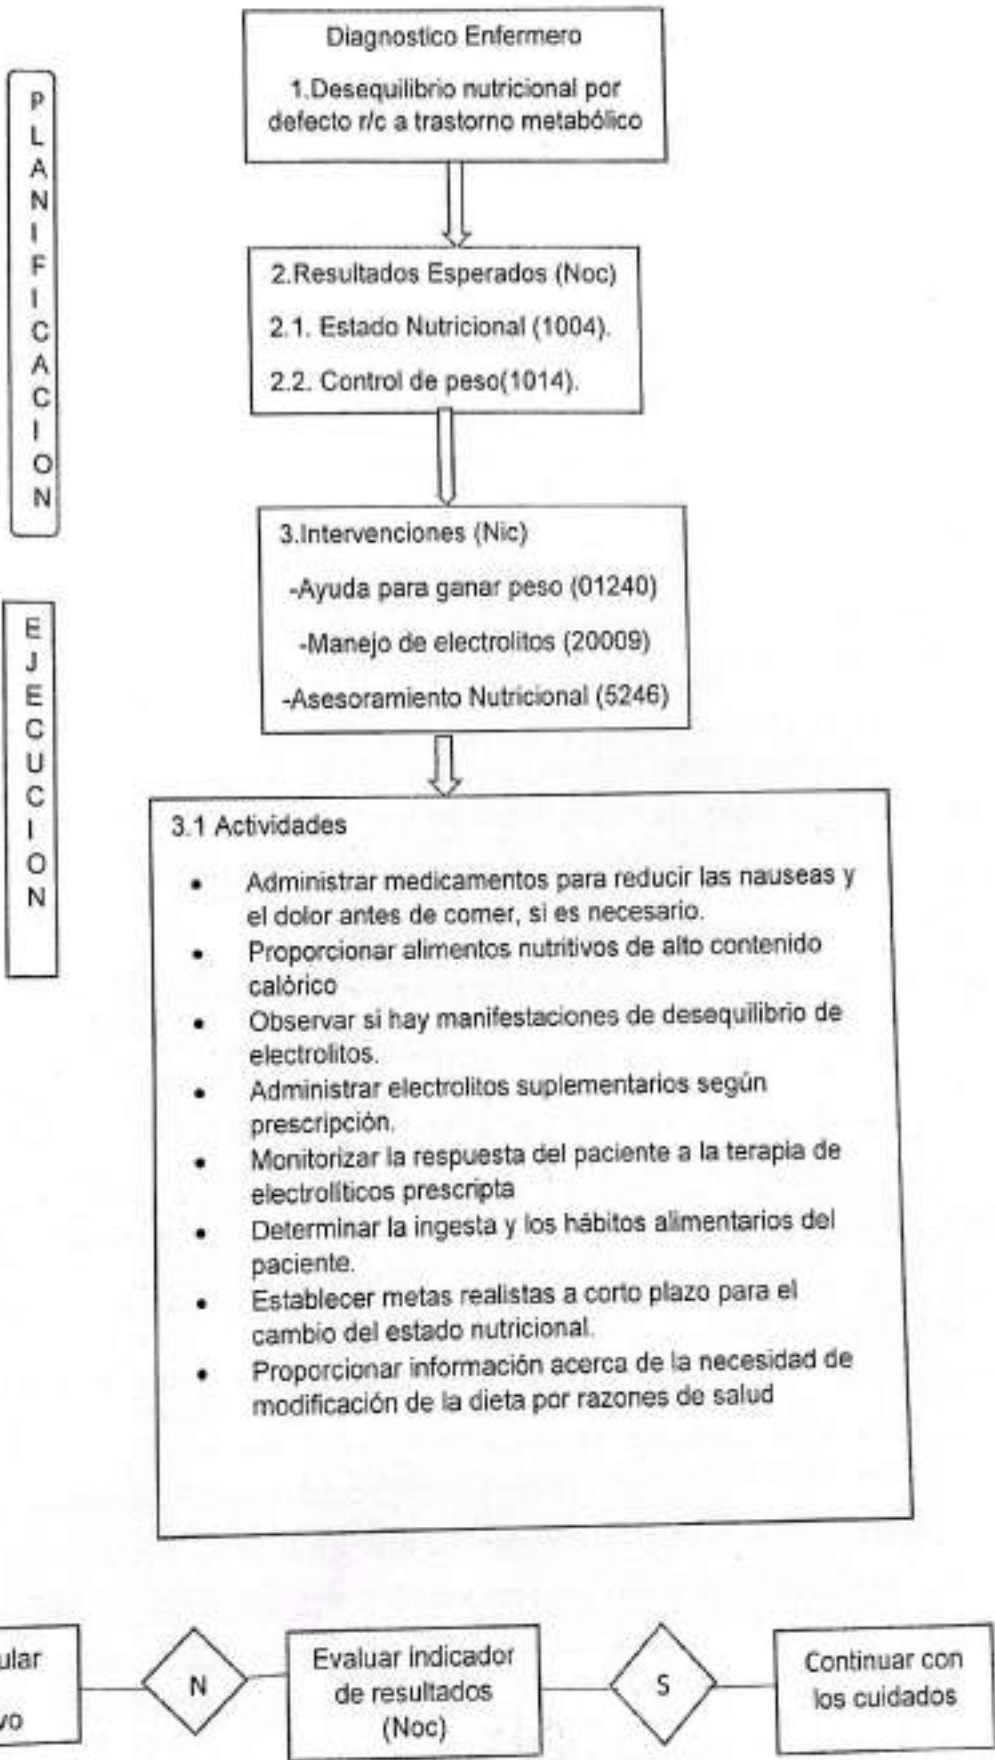 Diagnostico Enfermero
1.Desequilibrio nutricional por
defecto r/c a trastorno metabólico
PLANIFICACION
2.Resultados Esperados (Noc)
2.1. Estado Nutricional (1004).
2.2. Control de peso(1014).
3.Intervenciones (Nic)
-Ayuda para ganar peso (01240)
-Manejo de electrolitos (20009)
-Asesoramiento Nutricional (5246)
EJECUCION
3.1 Actividades
• Administrar medicamentos para reducir las nauseas y
el dolor antes de comer, si es necesario.
• Proporcionar alimentos nutritivos de alto contenido
calórico
• Observar si hay manifestaciones de desequilibrio de
electrolitos.
• Administrar electrolitos suplementarios según
prescripción.
• Monitorizar la respuesta del paciente a la terapia de
electrolíticos prescripta
• Determinar la ingesta y los hábitos alimentarios del
paciente.
• Establecer metas realistas a corto plazo para el
cambio del estado nutricional.
• Proporcionar información acerca de la necesidad de
modificación de la dieta por razones de salud
ular
vo
N
Evaluar indicador
de resultados
(Noc)
S
Continuar con
los cuidados